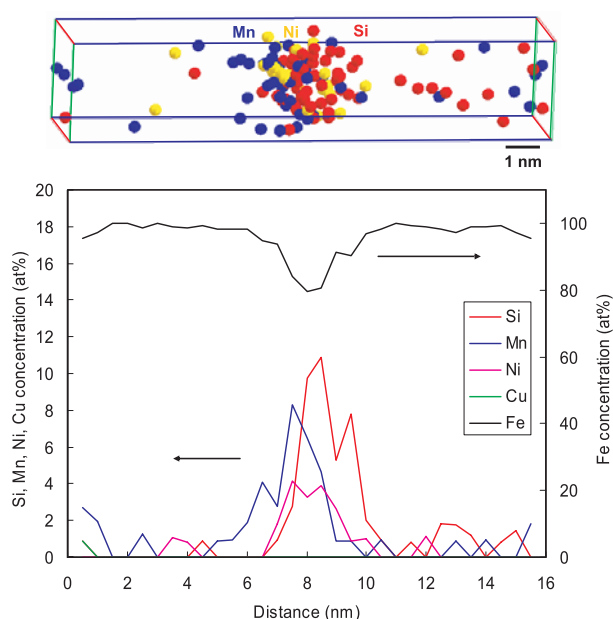 Mn Ni Si
1 nm
20
18
16
14
12
10
8
6
4
2
0
Si, Mn, Ni, Cu concentration (at%)
100
80
60
40
20
0
Fe concentration (at%)
Si
Mn
Ni
Cu
Fe
0 2 4 6 8 10 12 14 16
Distance (nm)